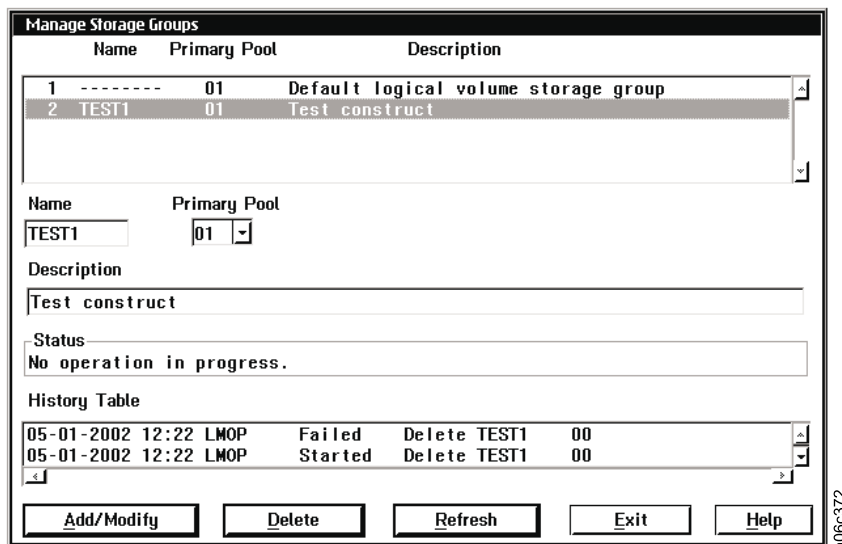 Manage Storage Groups
Name Primary Pool Description
1 -------- 01 Default logical volume storage group
2 TEST1 01 Test construct
Name Primary Pool
TEST1 01
Description
Test construct
Status
No operation in progress.
History Table
05-01-2002 12:22 LMOP Failed Delete TEST1 00
05-01-2002 12:22 LMOP Started Delete TEST1 00
Add/Modify Delete Refresh Exit Help